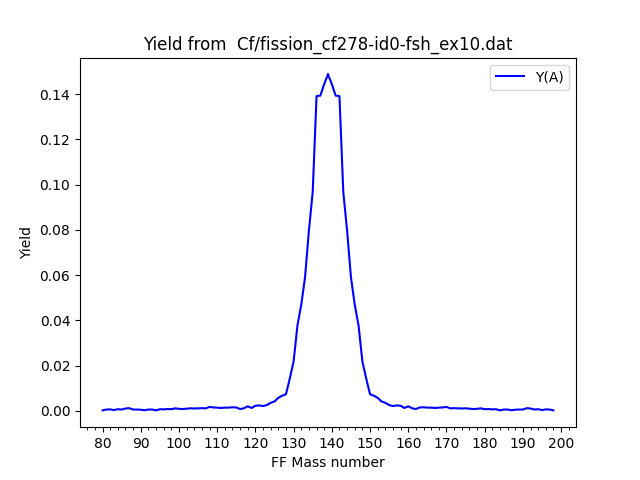 Yield from  Cf/fission_cf278-id0-fsh_ex10.dat
Y(A)
0.14
0.12
0.10
0.08
0.06
0.04
0.02
0.00
Yield
80 90 100 110 120 130 140 150 160 170 180 190 200
FF Mass number